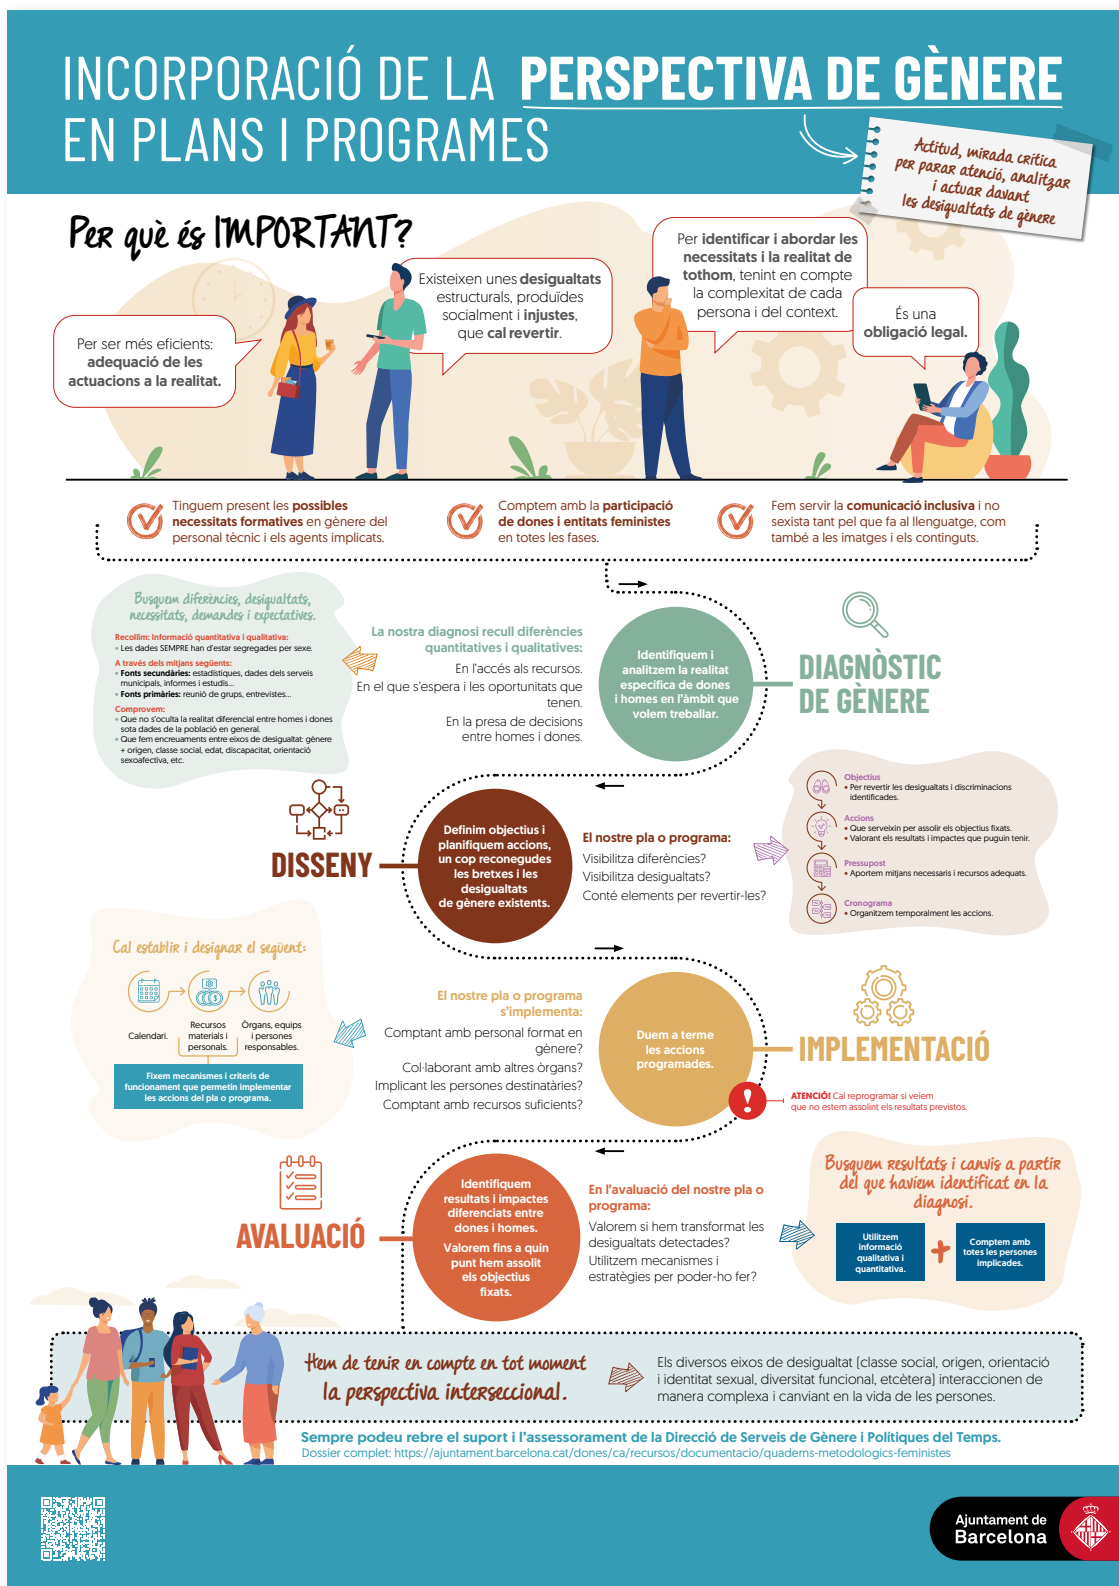 INCORPORACIÓ DE LA PERSPECTIVA DE GÈNERE
EN PLANS I PROGRAMES
Actitud, mirada crítica
per parar atenció, analitzar
i actuar davant
les desigualtats de gènere
Per què és IMPORTANT?
Per ser més eficients:
adequació de les
actuacions a la realitat.
Existeixen unes desigualtats
estructurals, produïdes
socialment i injustes,
que cal revertir.
Per identificar i abordar les
necessitats i la realitat de
tothom, tenint en compte
la complexitat de cada
persona i del context.
És una
obligació legal.
Tinguem present les possibles
necessitats formatives en gènere del
personal tècnic i els agents implicats.
Comptem amb la participació
de dones i entitats feministes
en totes les fases.
Fem servir la comunicació inclusiva i no
sexista tant pel que fa al llenguatge, com
també a les imatges i els continguts.
DIAGNÒSTIC
DE GÈNERE
Identifiquem i
analitzem la realitat
específica de dones
i homes en l'àmbit que
volem treballar.
La nostra diagnosi recull diferències
quantitatives i qualitatives:
En l'accés als recursos.
En el que s'espera i les oportunitats que
tenen.
En la presa de decisions
entre homes i dones.
Busquem diferències, desigualtats,
necessitats, demandes i expectatives.
Recollim: Informació quantitativa i qualitativa:
• Les dades SEMPRE han d'estar segregades per sexe.
A través dels mitjans següents:
• Fonts secundàries: estadístiques, dades dels serveis
municipals, informes i estudis...
• Fonts primàries: reunió de grups, entrevistes...
Comprovem:
• Que no s'oculta la realitat diferencial entre homes i dones
sota dades de la població en general.
• Que fem encreuaments entre eixos de desigualtat: gènere
+ origen, classe social, edat, discapacitat, orientació
sexoafectiva, etc.
DISSENY
Definim objectius i
planifiquem accions,
un cop reconegudes
les bretxes i les
desigualtats
de gènere existents.
El nostre pla o programa:
Visibilitza diferències?
Visibilitza desigualtats?
Conté elements per revertir-les?
Objectius
• Per revertir les desigualtats i discriminacions
identificades.
Accions
• Que serveixin per assolir els objectius fixats.
• Valorant els resultats i impactes que puguin tenir.
Pressupost
• Aportem mitjans necessaris i recursos adequats.
Cronograma
• Organitzem temporalment les accions.
IMPLEMENTACIÓ
Duem a terme
les accions
programades.
ATENCIÓ! Cal reprogramar si veiem
que no estem assolint els resultats previstos.
El nostre pla o programa
s'implementa:
Comptant amb personal format en
gènere?
Col·laborant amb altres òrgans?
Implicant les persones destinatàries?
Comptant amb recursos suficients?
Cal establir i designar el següent:
Calendari.
Recursos
materials i
personals.
Òrgans, equips
i persones
responsables.
Fixem mecanismes i criteris de
funcionament que permetin implementar
les accions del pla o programa.
AVALUACIÓ
Identifiquem
resultats i impactes
diferenciats entre
dones i homes.
Valorem fins a quin
punt hem assolit
els objectius
fixats.
En l'avaluació del nostre pla o
programa:
Valorem si hem transformat les
desigualtats detectades?
Utilitzem mecanismes i
estratègies per poder-ho fer?
Busquem resultats i canvis a partir
del que havíem identificat en la
diagnosi.
Utilitzem
informació
qualitativa i
quantitativa.
+
Comptem amb
totes les persones
implicades.
Hem de tenir en compte en tot moment
la perspectiva interseccional.
Els diversos eixos de desigualtat (classe social, origen, orientació
i identitat sexual, diversitat funcional, etcètera) interaccionen de
manera complexa i canviant en la vida de les persones.
Sempre podeu rebre el suport i l'assessorament de la Direcció de Serveis de Gènere i Polítiques del Temps.
Dossier complet: https://ajuntament.barcelona.cat/dones/ca/recursos/documentacio/quaderns-metodologics-feministes
Ajuntament de
Barcelona